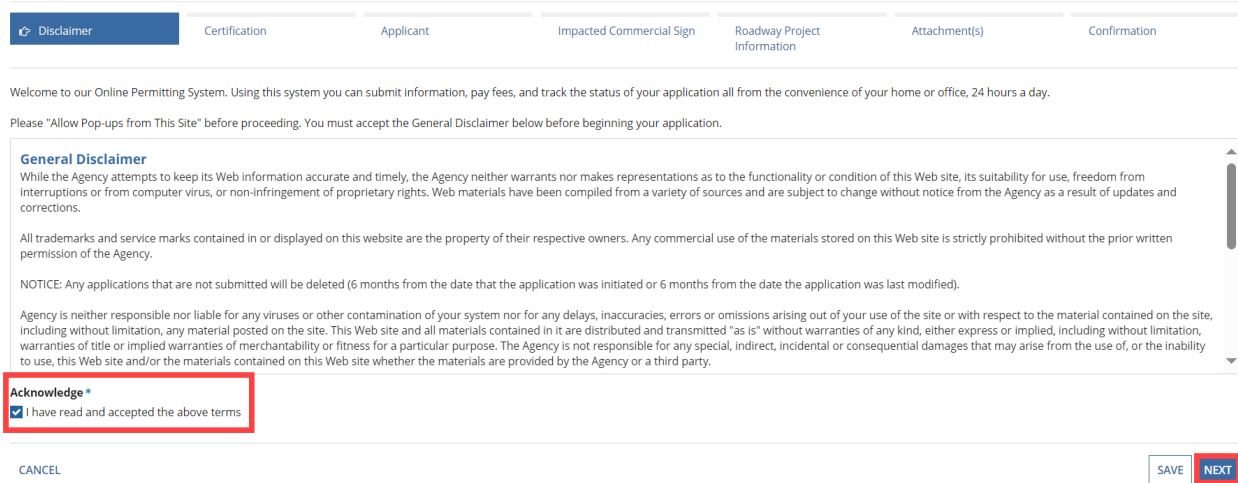 Disclaimer
Certification
Applicant
Impacted Commercial Sign
Roadway Project
Information
Attachment(s)
Confirmation
Welcome to our Online Permitting System. Using this system you can submit information, pay fees, and track the status of your application all from the convenience of your home or office, 24 hours a day.
Please "Allow Pop-ups from This Site" before proceeding. You must accept the General Disclaimer below before beginning your application.
General Disclaimer
While the Agency attempts to keep its Web information accurate and timely, the Agency neither warrants nor makes representations as to the functionality or condition of this Web site, its suitability for use, freedom from
interruptions or from computer virus, or non-infringement of proprietary rights. Web materials have been compiled from a variety of sources and are subject to change without notice from the Agency as a result of updates and
corrections.
All trademarks and service marks contained in or displayed on this website are the property of their respective owners. Any commercial use of the materials stored on this Web site is strictly prohibited without the prior written
permission of the Agency.
NOTICE: Any applications that are not submitted will be deleted (6 months from the date that the application was initiated or 6 months from the date the application was last modified).
Agency is neither responsible nor liable for any viruses or other contamination of your system nor for any delays, inaccuracies, errors or omissions arising out of your use of the site or with respect to the material contained on the site,
including without limitation, any material posted on the site. This Web site and all materials contained in it are distributed and transmitted "as is" without warranties of any kind, either express or implied, including without limitation,
warranties of title or implied warranties of merchantability or fitness for a particular purpose. The Agency is not responsible for any special, indirect, incidental or consequential damages that may arise from the use of, or the inability
to use, this Web site and/or the materials contained on this Web site whether the materials are provided by the Agency or a third party.
Acknowledge *
I have read and accepted the above terms
CANCEL
SAVE
NEXT